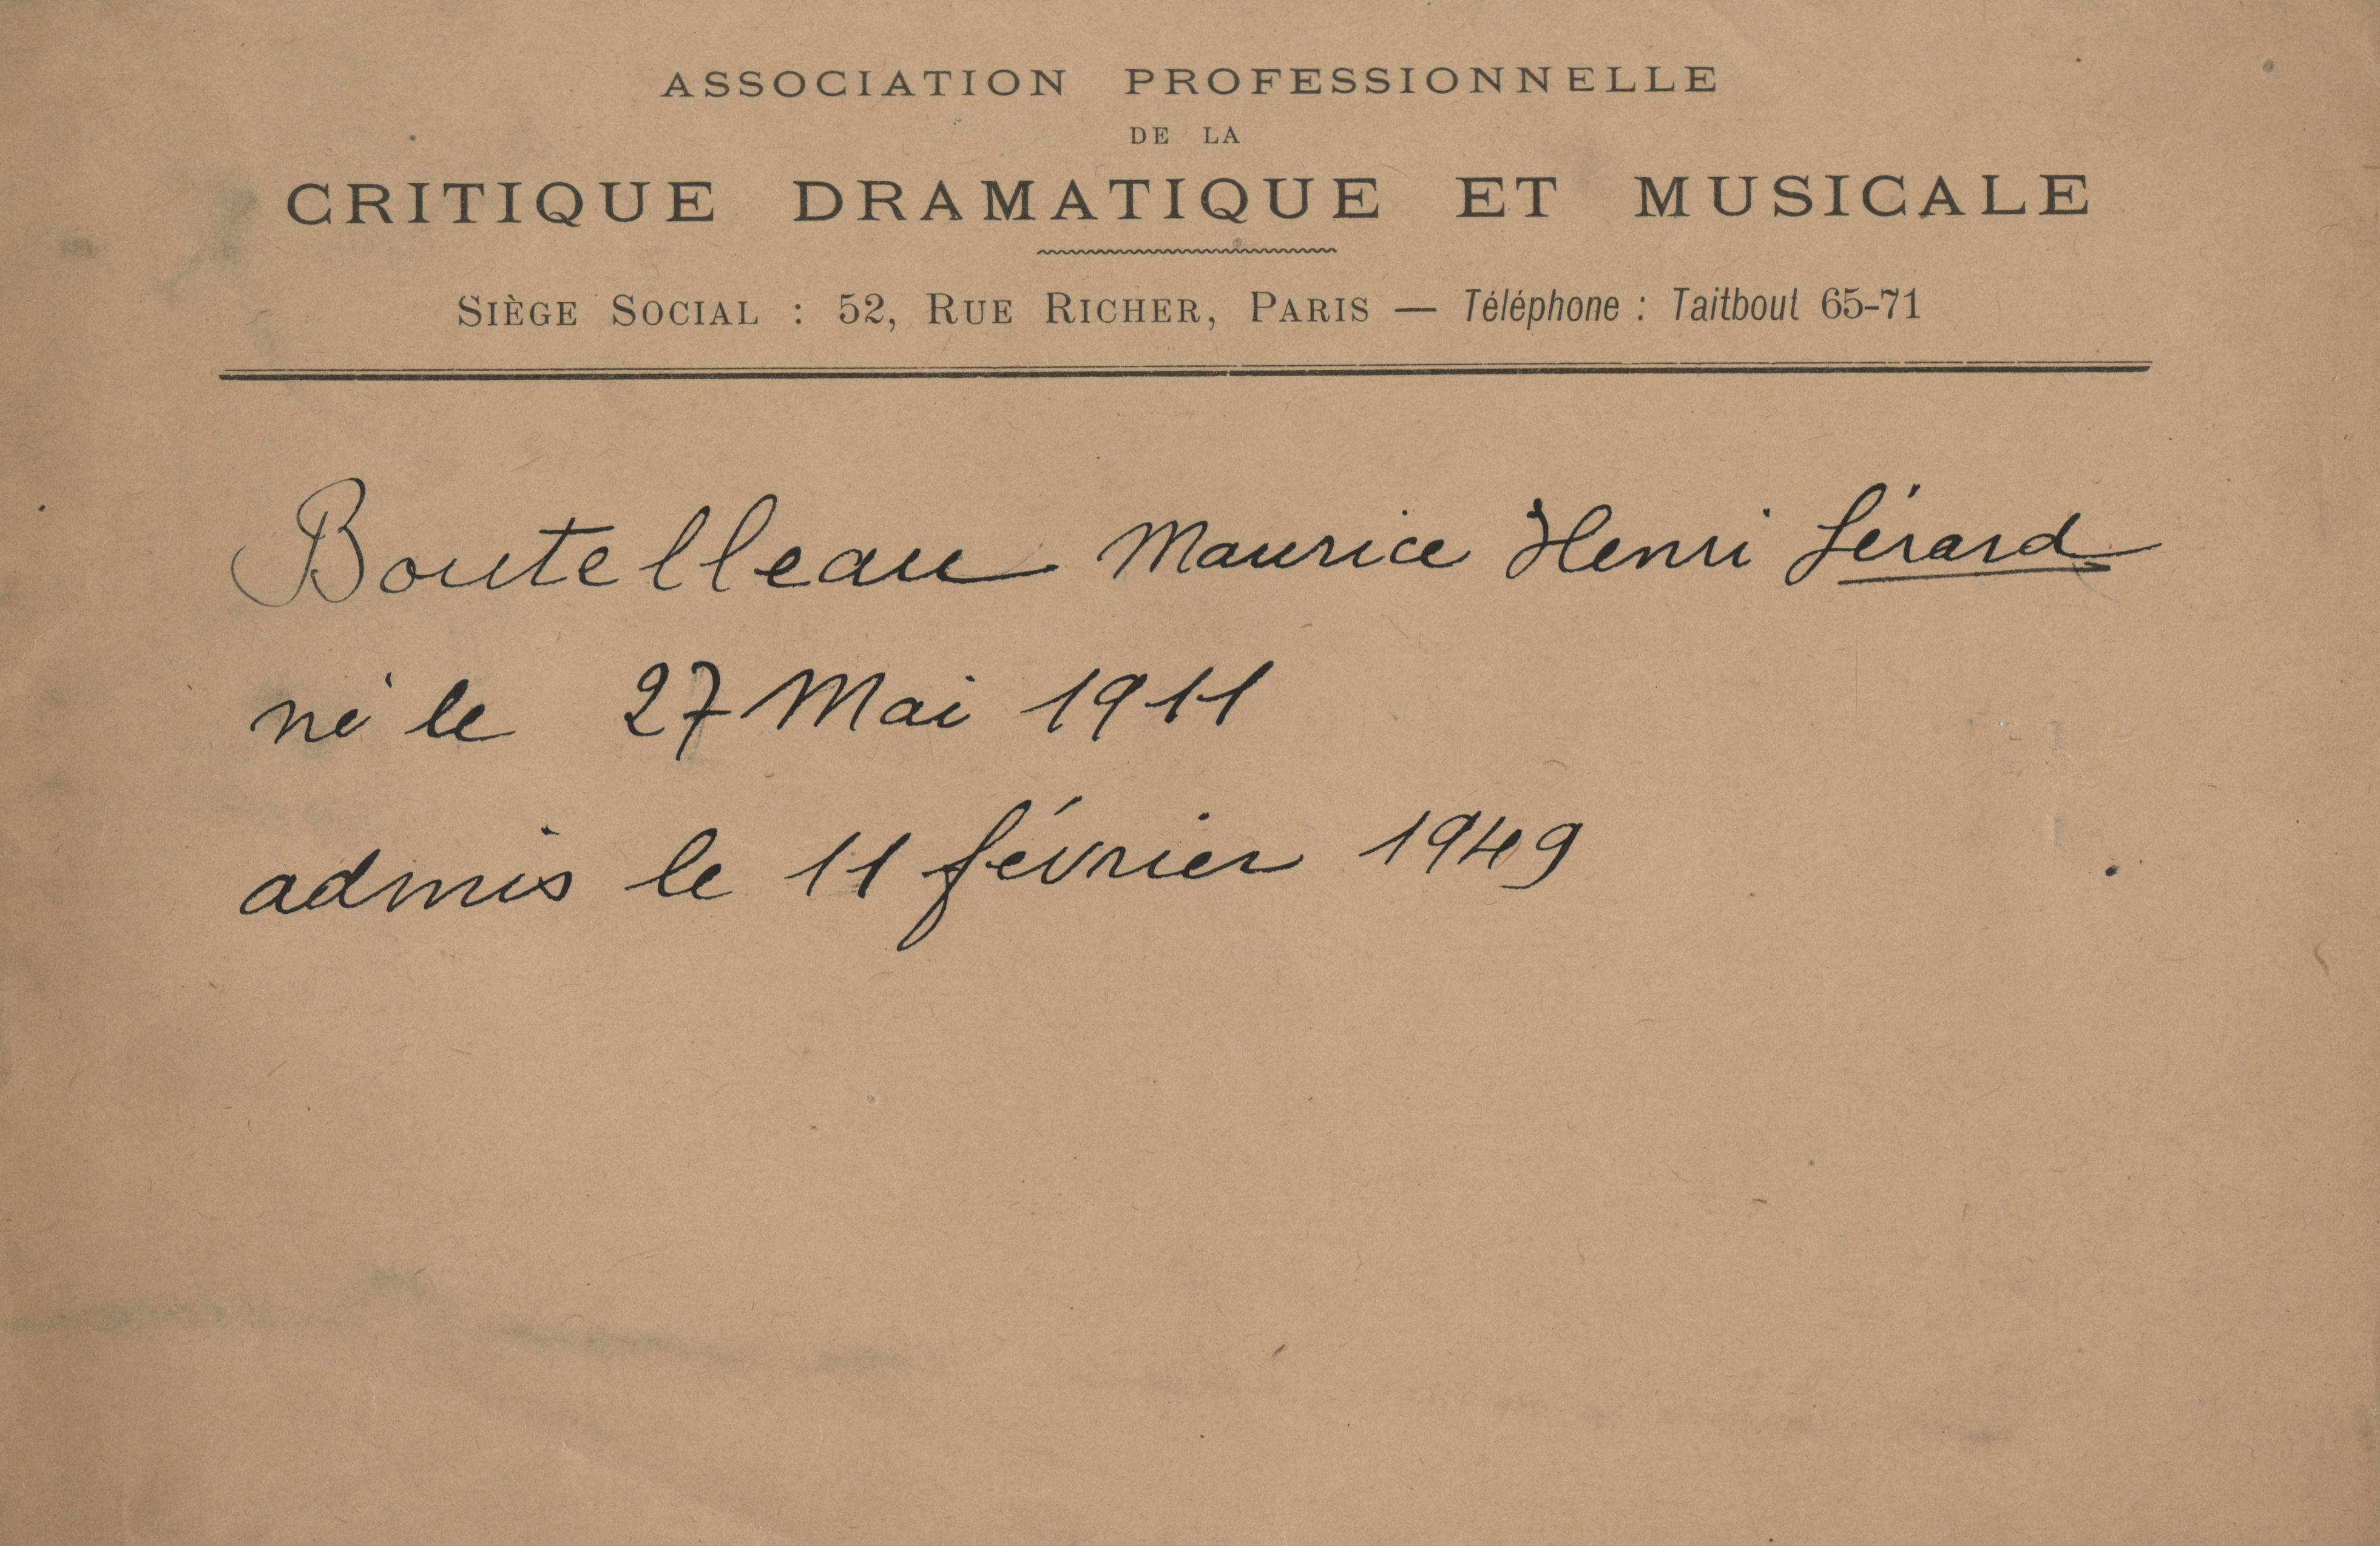 ASSOCIATION PROFESSIONNELLE
DE LA
CRITIQUE DRAMATIQUE ET MUSICALE
SIÈGE SOCIAL : 52, RUE RICHER, PARIS — Téléphone : Taitbout 65-71
Boutelleau Maurice Henri Gérard
né le 27 Mai 1911
admis le 11 février 1949